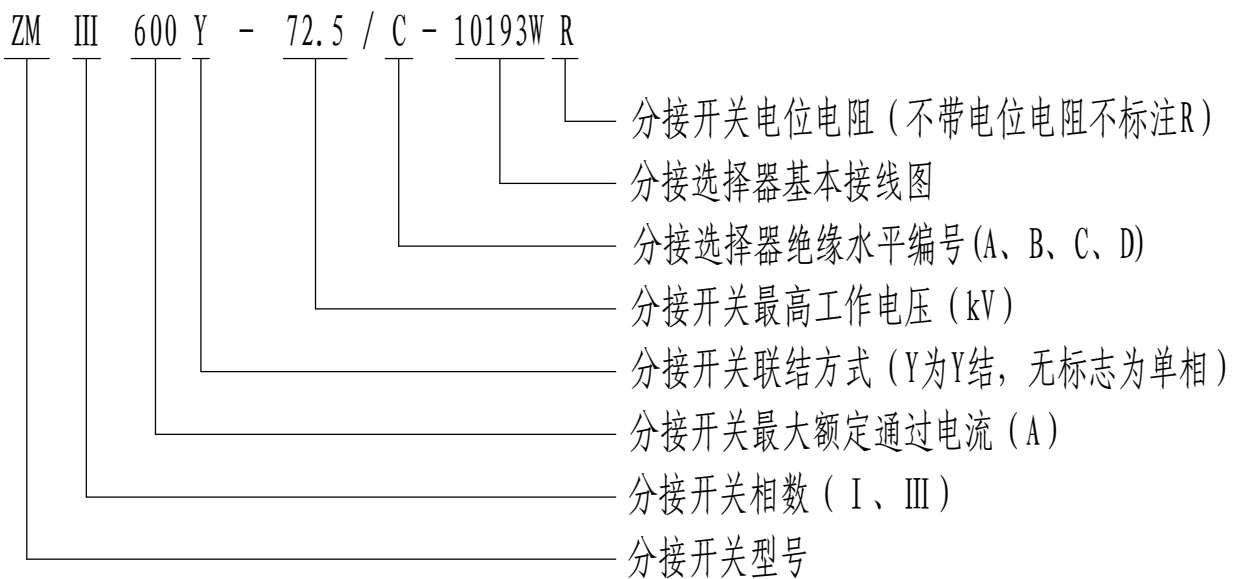 ZM Ⅲ 600 Y - 72.5 / C - 10193W R
分接开关电位电阻(不带电位电阻不标注R)
分接选择器基本接线图
分接选择器绝缘水平编号(A、B、C、D)
分接开关最高工作电压(kV)
分接开关联结方式(Y为Y结，无标志为单相)
分接开关最大额定通过电流(A)
分接开关相数(Ⅰ、Ⅲ)
分接开关型号